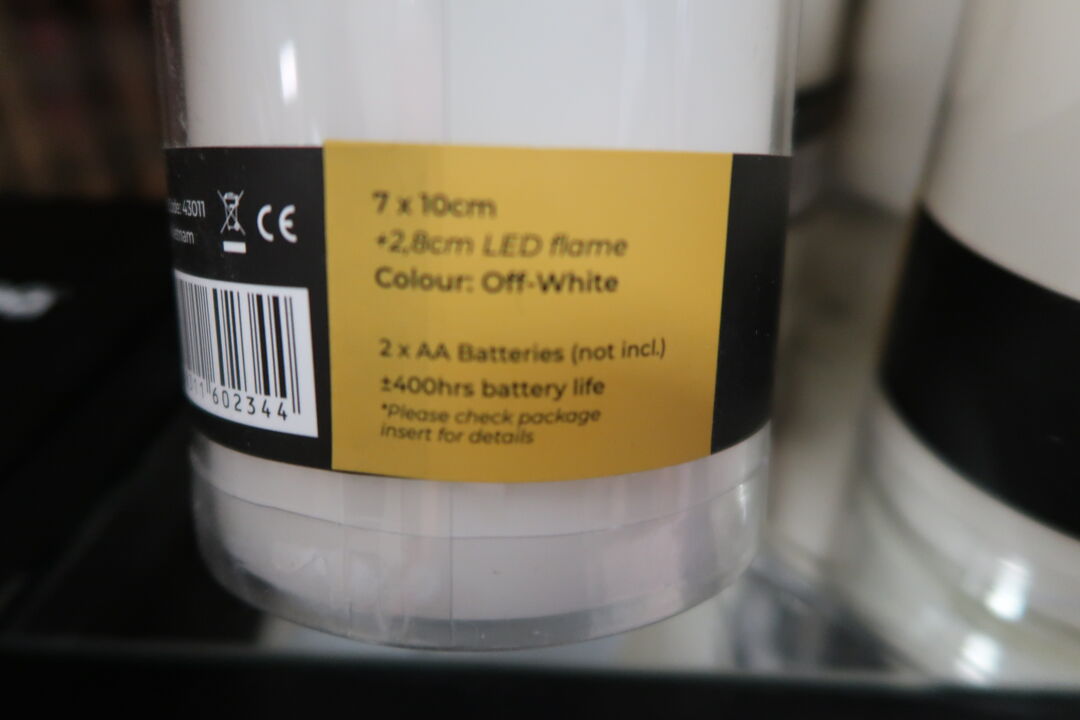 43011
CE
602344
7 x 10cm
+2,8cm LED flame
Colour: Off-White
2 x AA Batteries (not incl.)
±400hrs battery life
*Please check package
insert for details